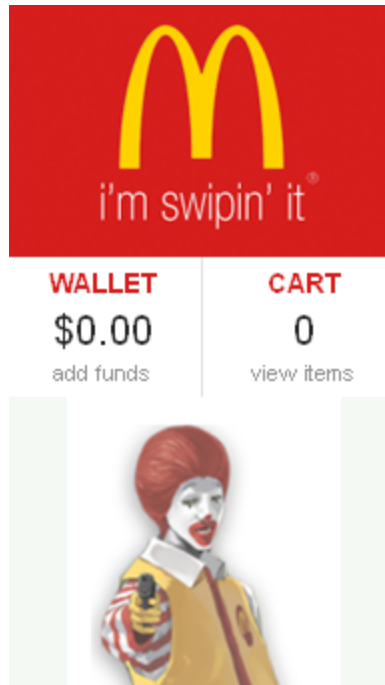 i'm swipin' it®
WALLET
CART
$0.00
0
add funds
view items